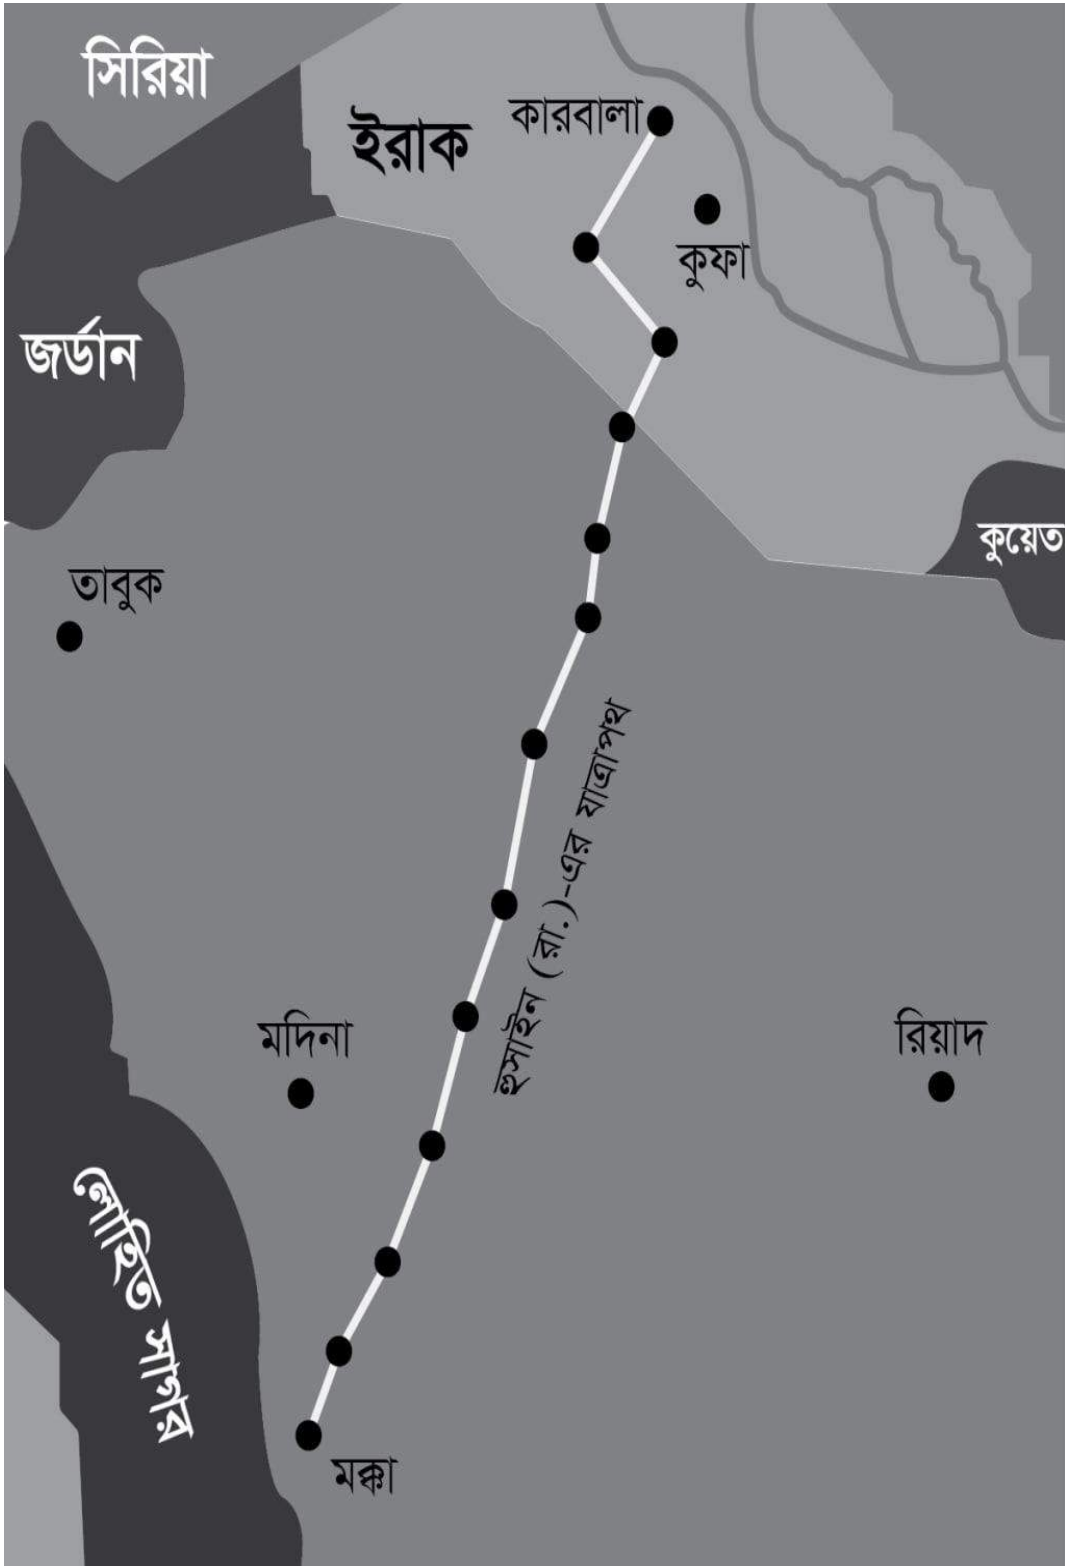 সিরিয়া
ইরাক
কারবালা
কুফা
জর্ডান
কুয়েত
তাবুক
হুসাইন (রা.)-এর যাত্রাপথ
মদিনা
রিয়াদ
লোহিত সাগর
মক্কা